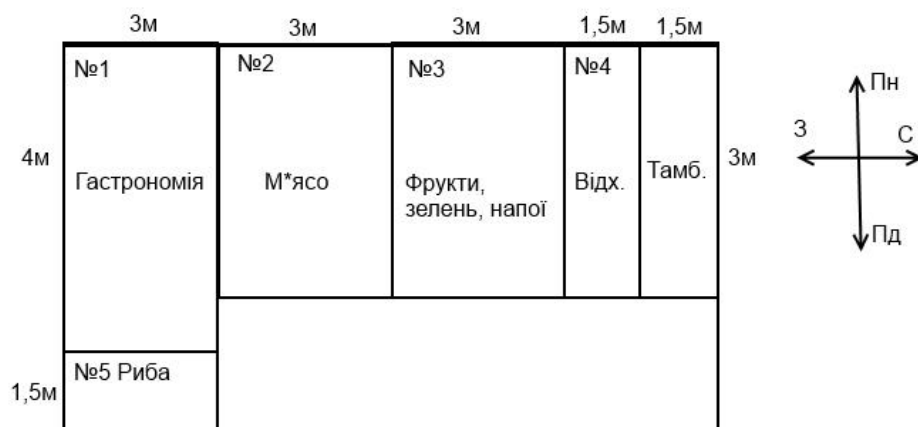 3м 3м 3м 1,5м 1,5м
№1 №2 №3 №4
Пн
З С
4м Гастрономія М*ясо Фрукти, Відх. Тамб. 3м
зелень, напої
Пд
№5 Риба
1,5м